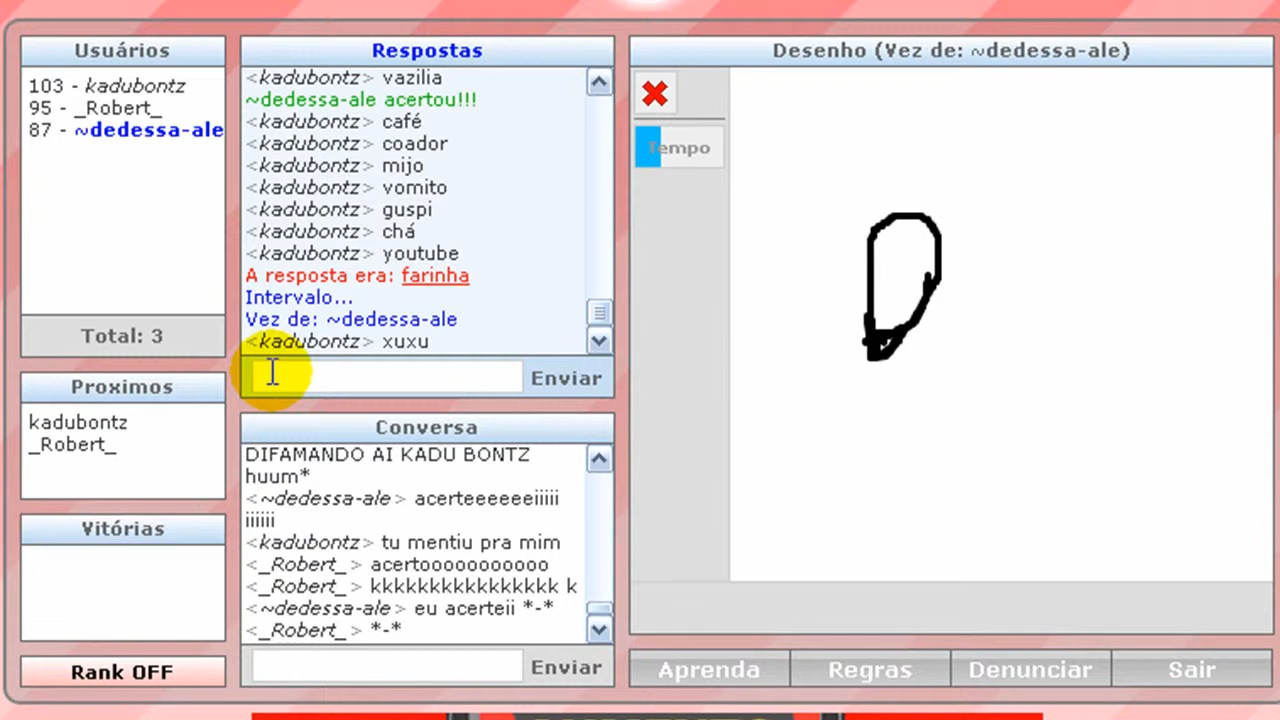 Usuários
103 - kadubontz
95 - _Robert_
87 - ~dedessa-ale
Total: 3
Proximos
kadubontz
_Robert_
Vitórias
Rank OFF
Respostas
<kadubontz> vazilia
~dedessa-ale acertou!!!
<kadubontz> café
<kadubontz> coador
<kadubontz> mijo
<kadubontz> vomito
<kadubontz> guspi
<kadubontz> chá
<kadubontz> youtube
A resposta era: farinha
Intervalo...
Vez de: ~dedessa-ale
<kadubontz> xuxu
Enviar
Conversa
DIFAMANDO AI KADU BONTZ
huum*
<~dedessa-ale> acerteeeeeeiiiii
iiiiii
<kadubontz> tu mentiu pra mim
<_Robert_> acertooooooooooo
<_Robert_> kkkkkkkkkkkkkkkk k
<~dedessa-ale> eu acerteii *-*
<_Robert_> *-*
Enviar
Desenho (Vez de: ~dedessa-ale)
Tempo
Aprenda
Regras
Denunciar
Sair